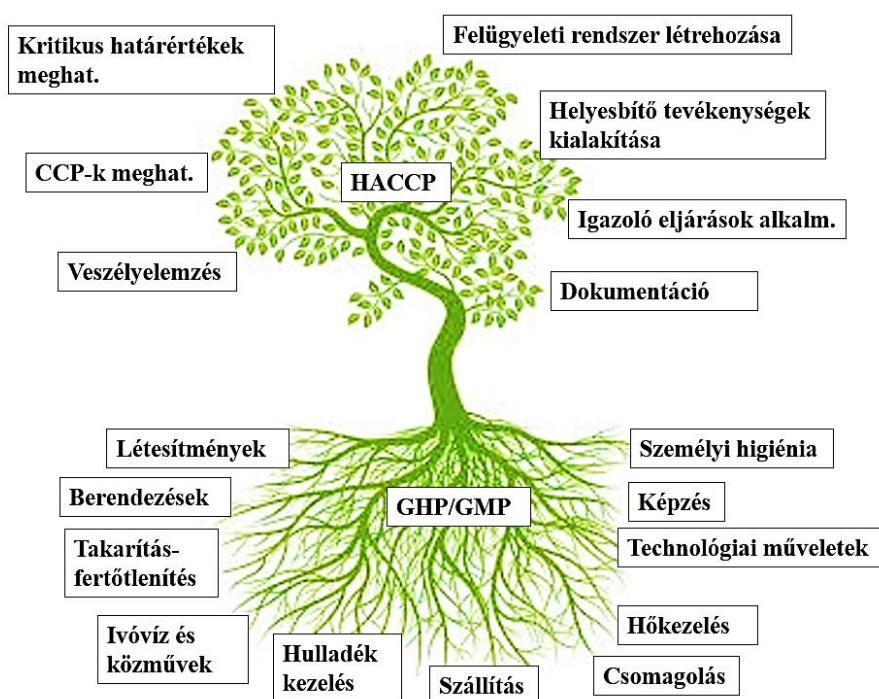 Kritikus határértékek
meghat.
Felügyeleti rendszer létrehozása
Helyesbítő tevékenységek
kialakítása
CCP-k meghat.
HACCP
Igazoló eljárások alkalm.
Veszélyelemzés
Dokumentáció
Létesítmények
Személyi higiénia
Berendezések
GHP/GMP
Képzés
Takarítás-
fertőtlenítés
Technológiai műveletek
Ivóvíz és
közművek
Hőkezelés
Hulladék
kezelés
Szállítás
Csomagolás